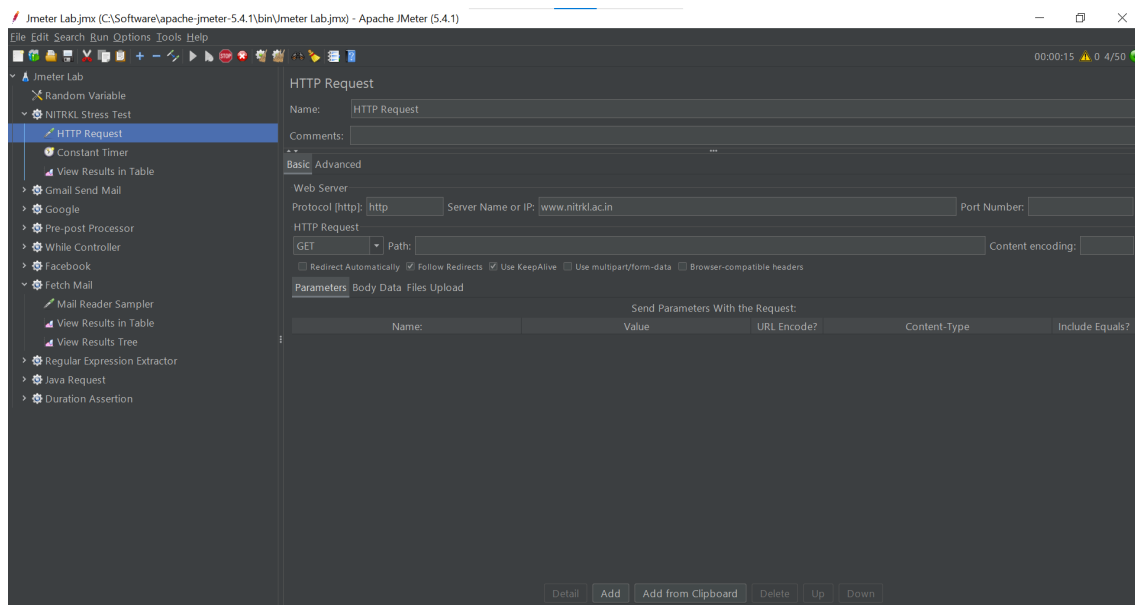 Jmeter Lab.jmx (C:\Software\apache-jmeter-5.4.1\bin\Jmeter Lab.jmx) - Apache JMeter (5.4.1)
File Edit Search Run Options Tools Help
STOP
00:00:15 0 4/50
Jmeter Lab
Random Variable
NITRKL Stress Test
HTTP Request
Constant Timer
View Results in Table
Gmail Send Mail
Google
Pre-post Processor
While Controller
Facebook
Fetch Mail
Mail Reader Sampler
View Results in Table
View Results Tree
Regular Expression Extractor
Java Request
Duration Assertion
HTTP Request
Name: HTTP Request
Comments:
Basic Advanced
Web Server
Protocol [http]: http Server Name or IP: www.nitrkl.ac.in Port Number:
HTTP Request
GET Path: Content encoding:
Redirect Automatically Follow Redirects Use KeepAlive Use multipart/form-data Browser-compatible headers
Parameters Body Data Files Upload
Send Parameters With the Request:
Name: Value URL Encode? Content-Type Include Equals?
Detail Add Add from Clipboard Delete Up Down